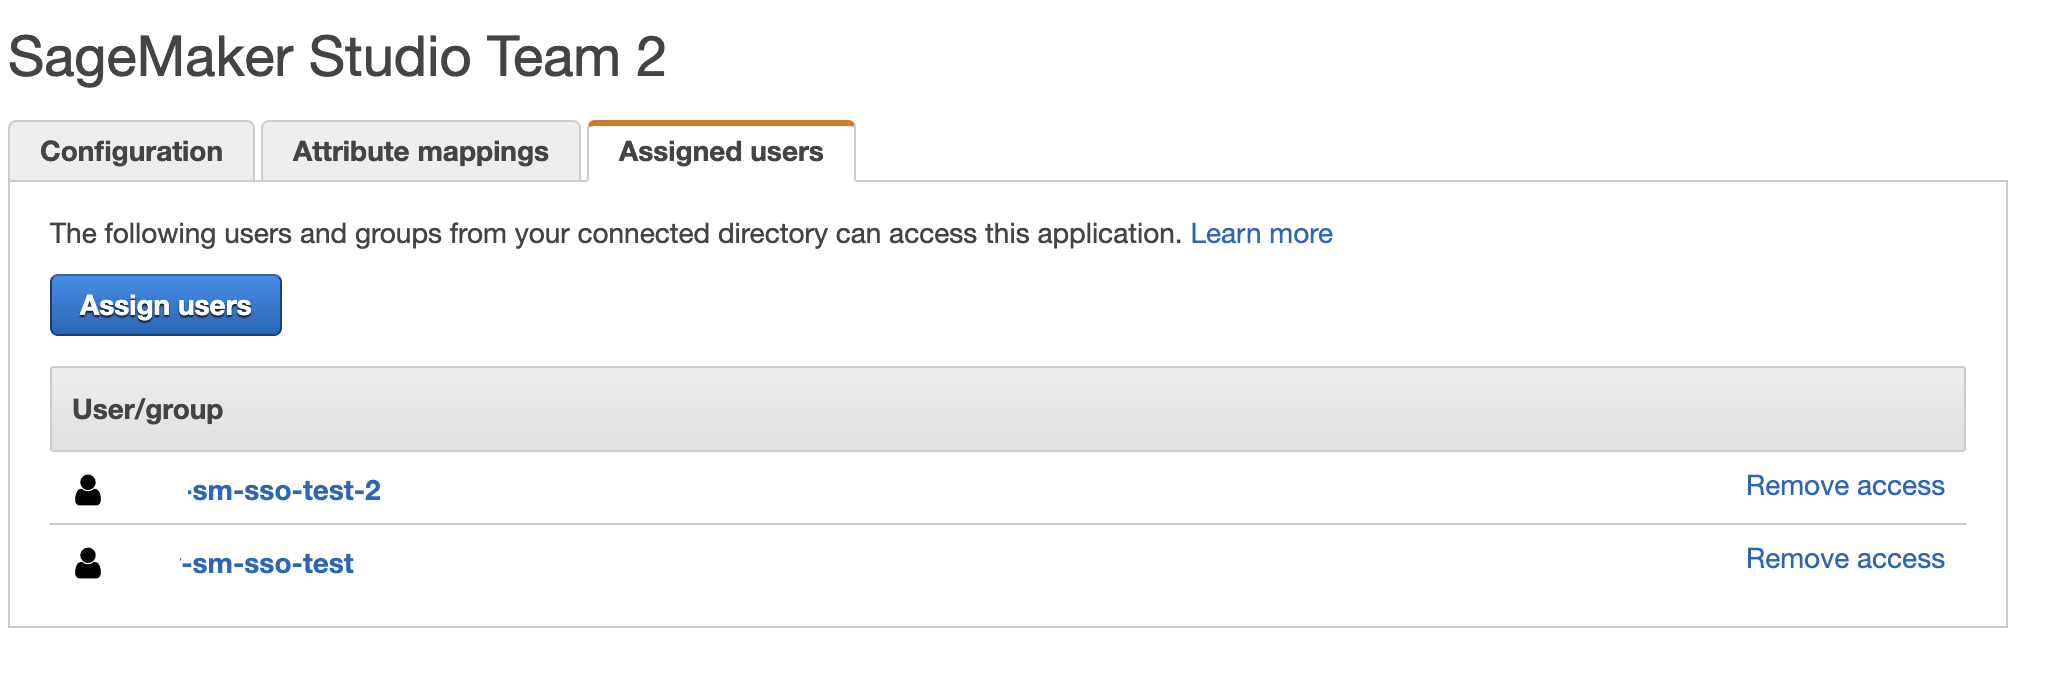 SageMaker Studio Team 2
Configuration Attribute mappings Assigned users
The following users and groups from your connected directory can access this application. Learn more
Assign users
User/group
-sm-sso-test-2 Remove access
-sm-sso-test Remove access